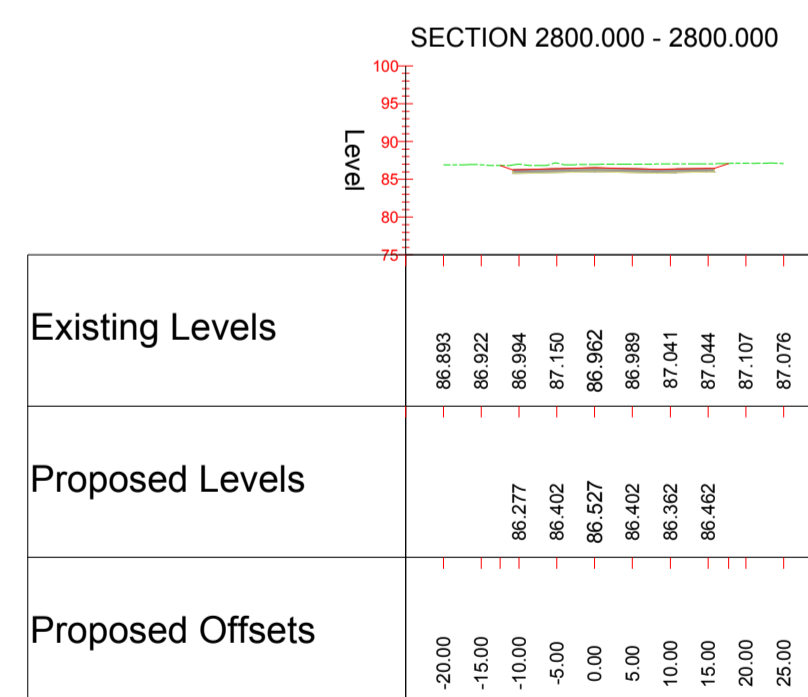 SECTION 2800.000 - 2800.000
100
95
90
85
80
75
Level
Existing Levels
86.893 86.922 86.994 87.150 86.962 86.989 87.041 87.044 87.107 87.076
Proposed Levels
86.277 86.402 86.527 86.402 86.362 86.462
Proposed Offsets
-20.00 -15.00 -10.00 -5.00 0.00 5.00 10.00 15.00 20.00 25.00